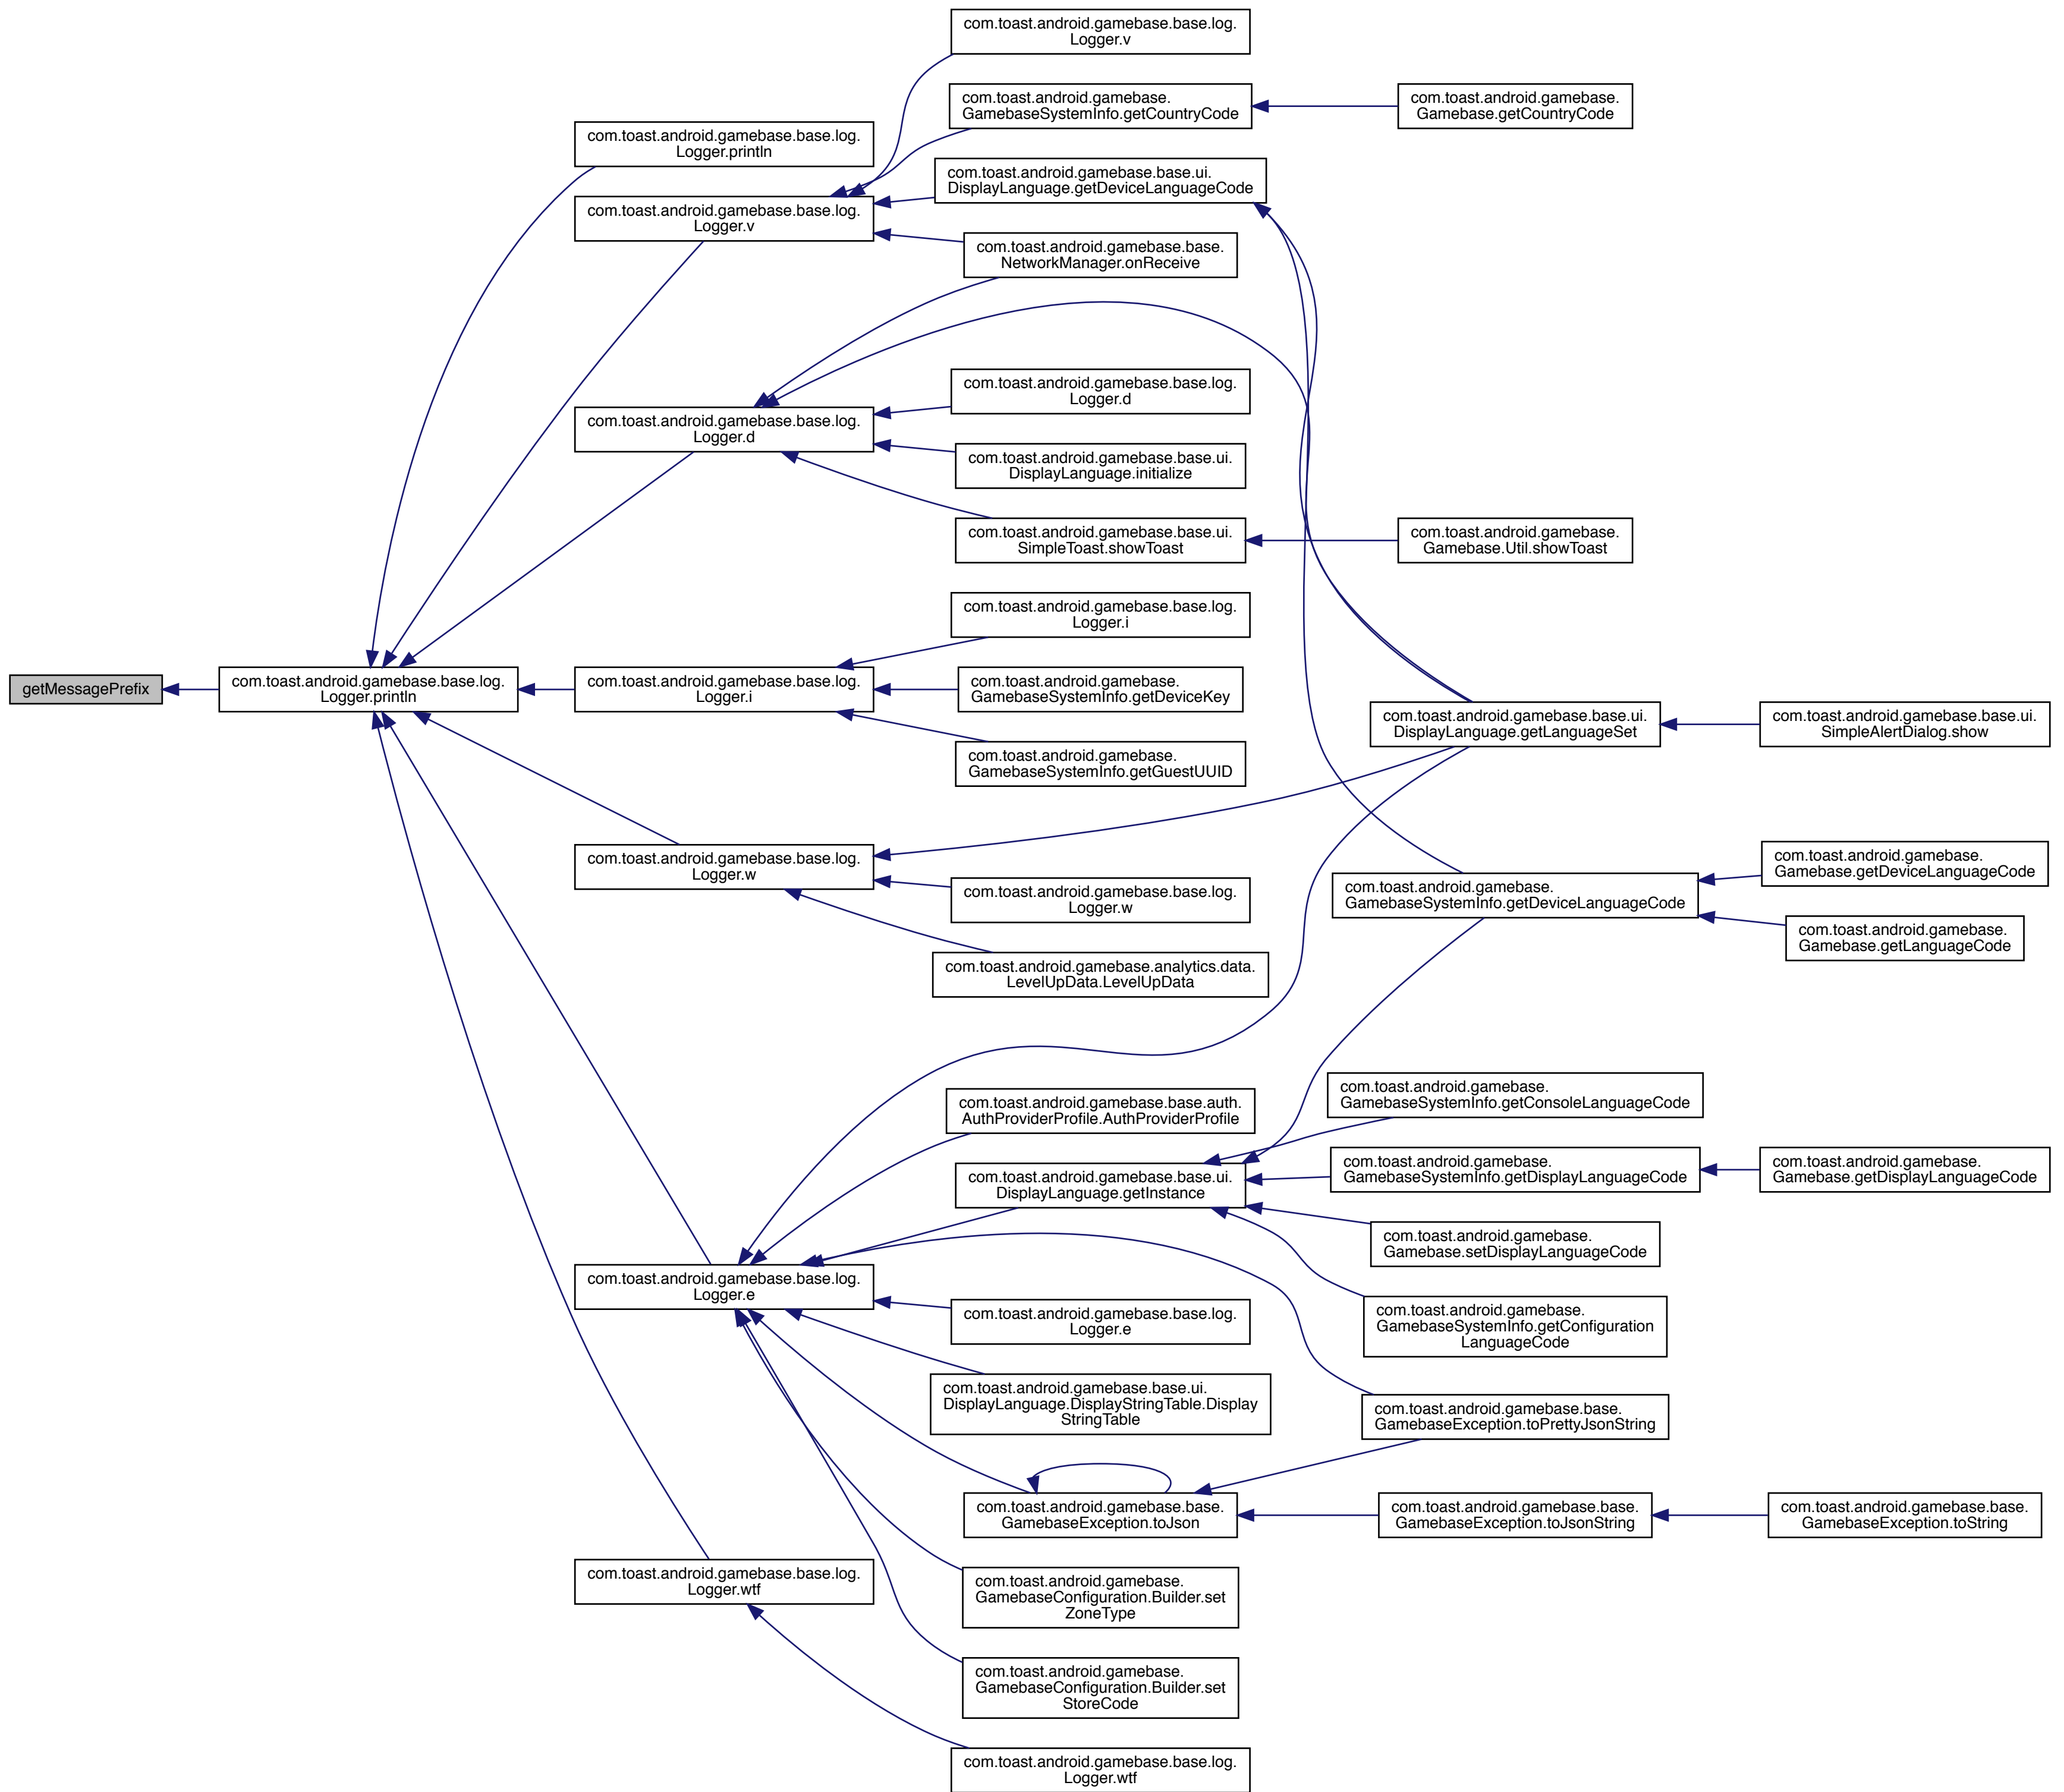 getMessagePrefix
com.toast.android.gamebase.base.log.
Logger.println
com.toast.android.gamebase.base.log.
Logger.println
com.toast.android.gamebase.base.log.
Logger.v
com.toast.android.gamebase.base.log.
Logger.d
com.toast.android.gamebase.base.log.
Logger.i
com.toast.android.gamebase.base.log.
Logger.w
com.toast.android.gamebase.base.log.
Logger.e
com.toast.android.gamebase.base.log.
Logger.wtf
com.toast.android.gamebase.base.log.
Logger.v
com.toast.android.gamebase.
GamebaseSystemInfo.getCountryCode
com.toast.android.gamebase.base.ui.
DisplayLanguage.getDeviceLanguageCode
com.toast.android.gamebase.base.
NetworkManager.onReceive
com.toast.android.gamebase.base.log.
Logger.d
com.toast.android.gamebase.base.ui.
DisplayLanguage.initialize
com.toast.android.gamebase.base.ui.
SimpleToast.showToast
com.toast.android.gamebase.base.log.
Logger.i
com.toast.android.gamebase.
GamebaseSystemInfo.getDeviceKey
com.toast.android.gamebase.
GamebaseSystemInfo.getGuestUUID
com.toast.android.gamebase.base.log.
Logger.w
com.toast.android.gamebase.analytics.data.
LevelUpData.LevelUpData
com.toast.android.gamebase.base.auth.
AuthProviderProfile.AuthProviderProfile
com.toast.android.gamebase.base.ui.
DisplayLanguage.getInstance
com.toast.android.gamebase.base.log.
Logger.e
com.toast.android.gamebase.base.ui.
DisplayLanguage.DisplayStringTable.Display
StringTable
com.toast.android.gamebase.base.
GamebaseException.toJson
com.toast.android.gamebase.
GamebaseConfiguration.Builder.set
ZoneType
com.toast.android.gamebase.
GamebaseConfiguration.Builder.set
StoreCode
com.toast.android.gamebase.base.log.
Logger.wtf
com.toast.android.gamebase.
Gamebase.getCountryCode
com.toast.android.gamebase.
Gamebase.Util.showToast
com.toast.android.gamebase.base.ui.
DisplayLanguage.getLanguageSet
com.toast.android.gamebase.
GamebaseSystemInfo.getDeviceLanguageCode
com.toast.android.gamebase.
GamebaseSystemInfo.getConsoleLanguageCode
com.toast.android.gamebase.
GamebaseSystemInfo.getDisplayLanguageCode
com.toast.android.gamebase.
Gamebase.setDisplayLanguageCode
com.toast.android.gamebase.
GamebaseSystemInfo.getConfiguration
LanguageCode
com.toast.android.gamebase.base.
GamebaseException.toPrettyJsonString
com.toast.android.gamebase.base.
GamebaseException.toJsonString
com.toast.android.gamebase.base.ui.
SimpleAlertDialog.show
com.toast.android.gamebase.
Gamebase.getDeviceLanguageCode
com.toast.android.gamebase.
Gamebase.getLanguageCode
com.toast.android.gamebase.
Gamebase.getDisplayLanguageCode
com.toast.android.gamebase.base.
GamebaseException.toString